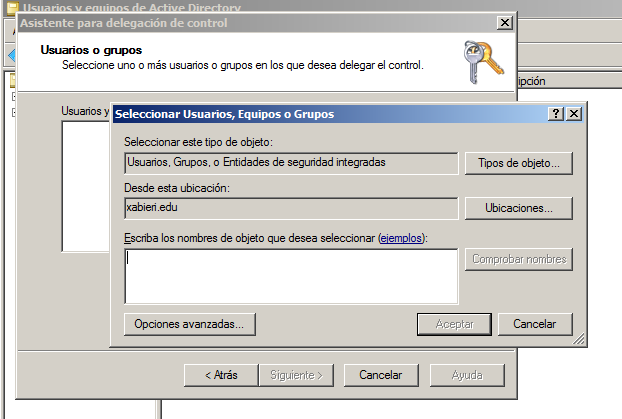 Usuarios y equipos de Active Directory
Asistente para delegación de control
Usuarios o grupos
Seleccione uno o más usuarios o grupos en los que desea delegar el control.
ipción
Usuarios y
Seleccionar Usuarios, Equipos o Grupos
Seleccionar este tipo de objeto:
Usuarios, Grupos, o Entidades de seguridad integradas
Tipos de objeto...
Desde esta ubicación:
xabieri.edu
Ubicaciones...
Escriba los nombres de objeto que desea seleccionar (ejemplos):
Comprobar nombres
Opciones avanzadas...
Aceptar
Cancelar
< Atrás
Siguiente >
Cancelar
Ayuda